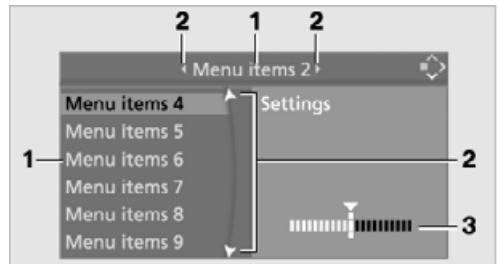 2 1 2
Menu items 2
Menu items 4 Settings
Menu items 5
1 Menu items 6 2
Menu items 7
Menu items 8 3
Menu items 9